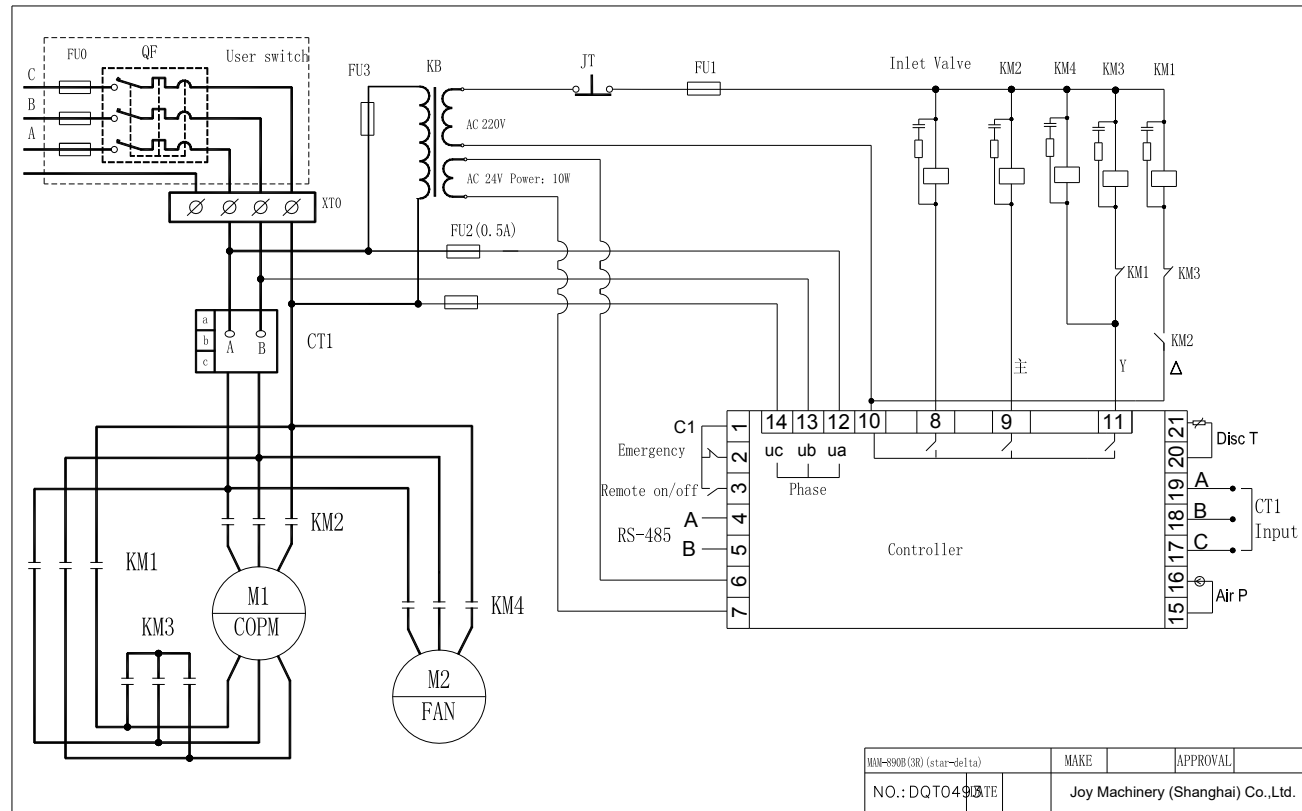 C
FU0
QF
User switch
B
A
XT0
FU3
KB
AC 220V
AC 24V Power: 10W
JT
FU1
Inlet Valve
KM2
KM4
KM3
KM1
FU2(0.5A)
KM1
KM3
KM2
主
Y
Δ
a
b
c
A
B
CT1
KM2
KM1
KM3
M1
COPM
KM4
M2
FAN
C1
Emergency
Remote on/off
RS-485
A
B
1
2
3
4
5
6
7
14
13
12
10
8
9
11
uc
ub
ua
Phase
Controller
21
20
19
18
17
16
15
Disc T
A
B
C
CT1
Input
Air P
MAM-890B(3R)(star-delta)
MAKE
APPROVAL
NO.:DQT0493
DATE
Joy Machinery (Shanghai) Co.,Ltd.